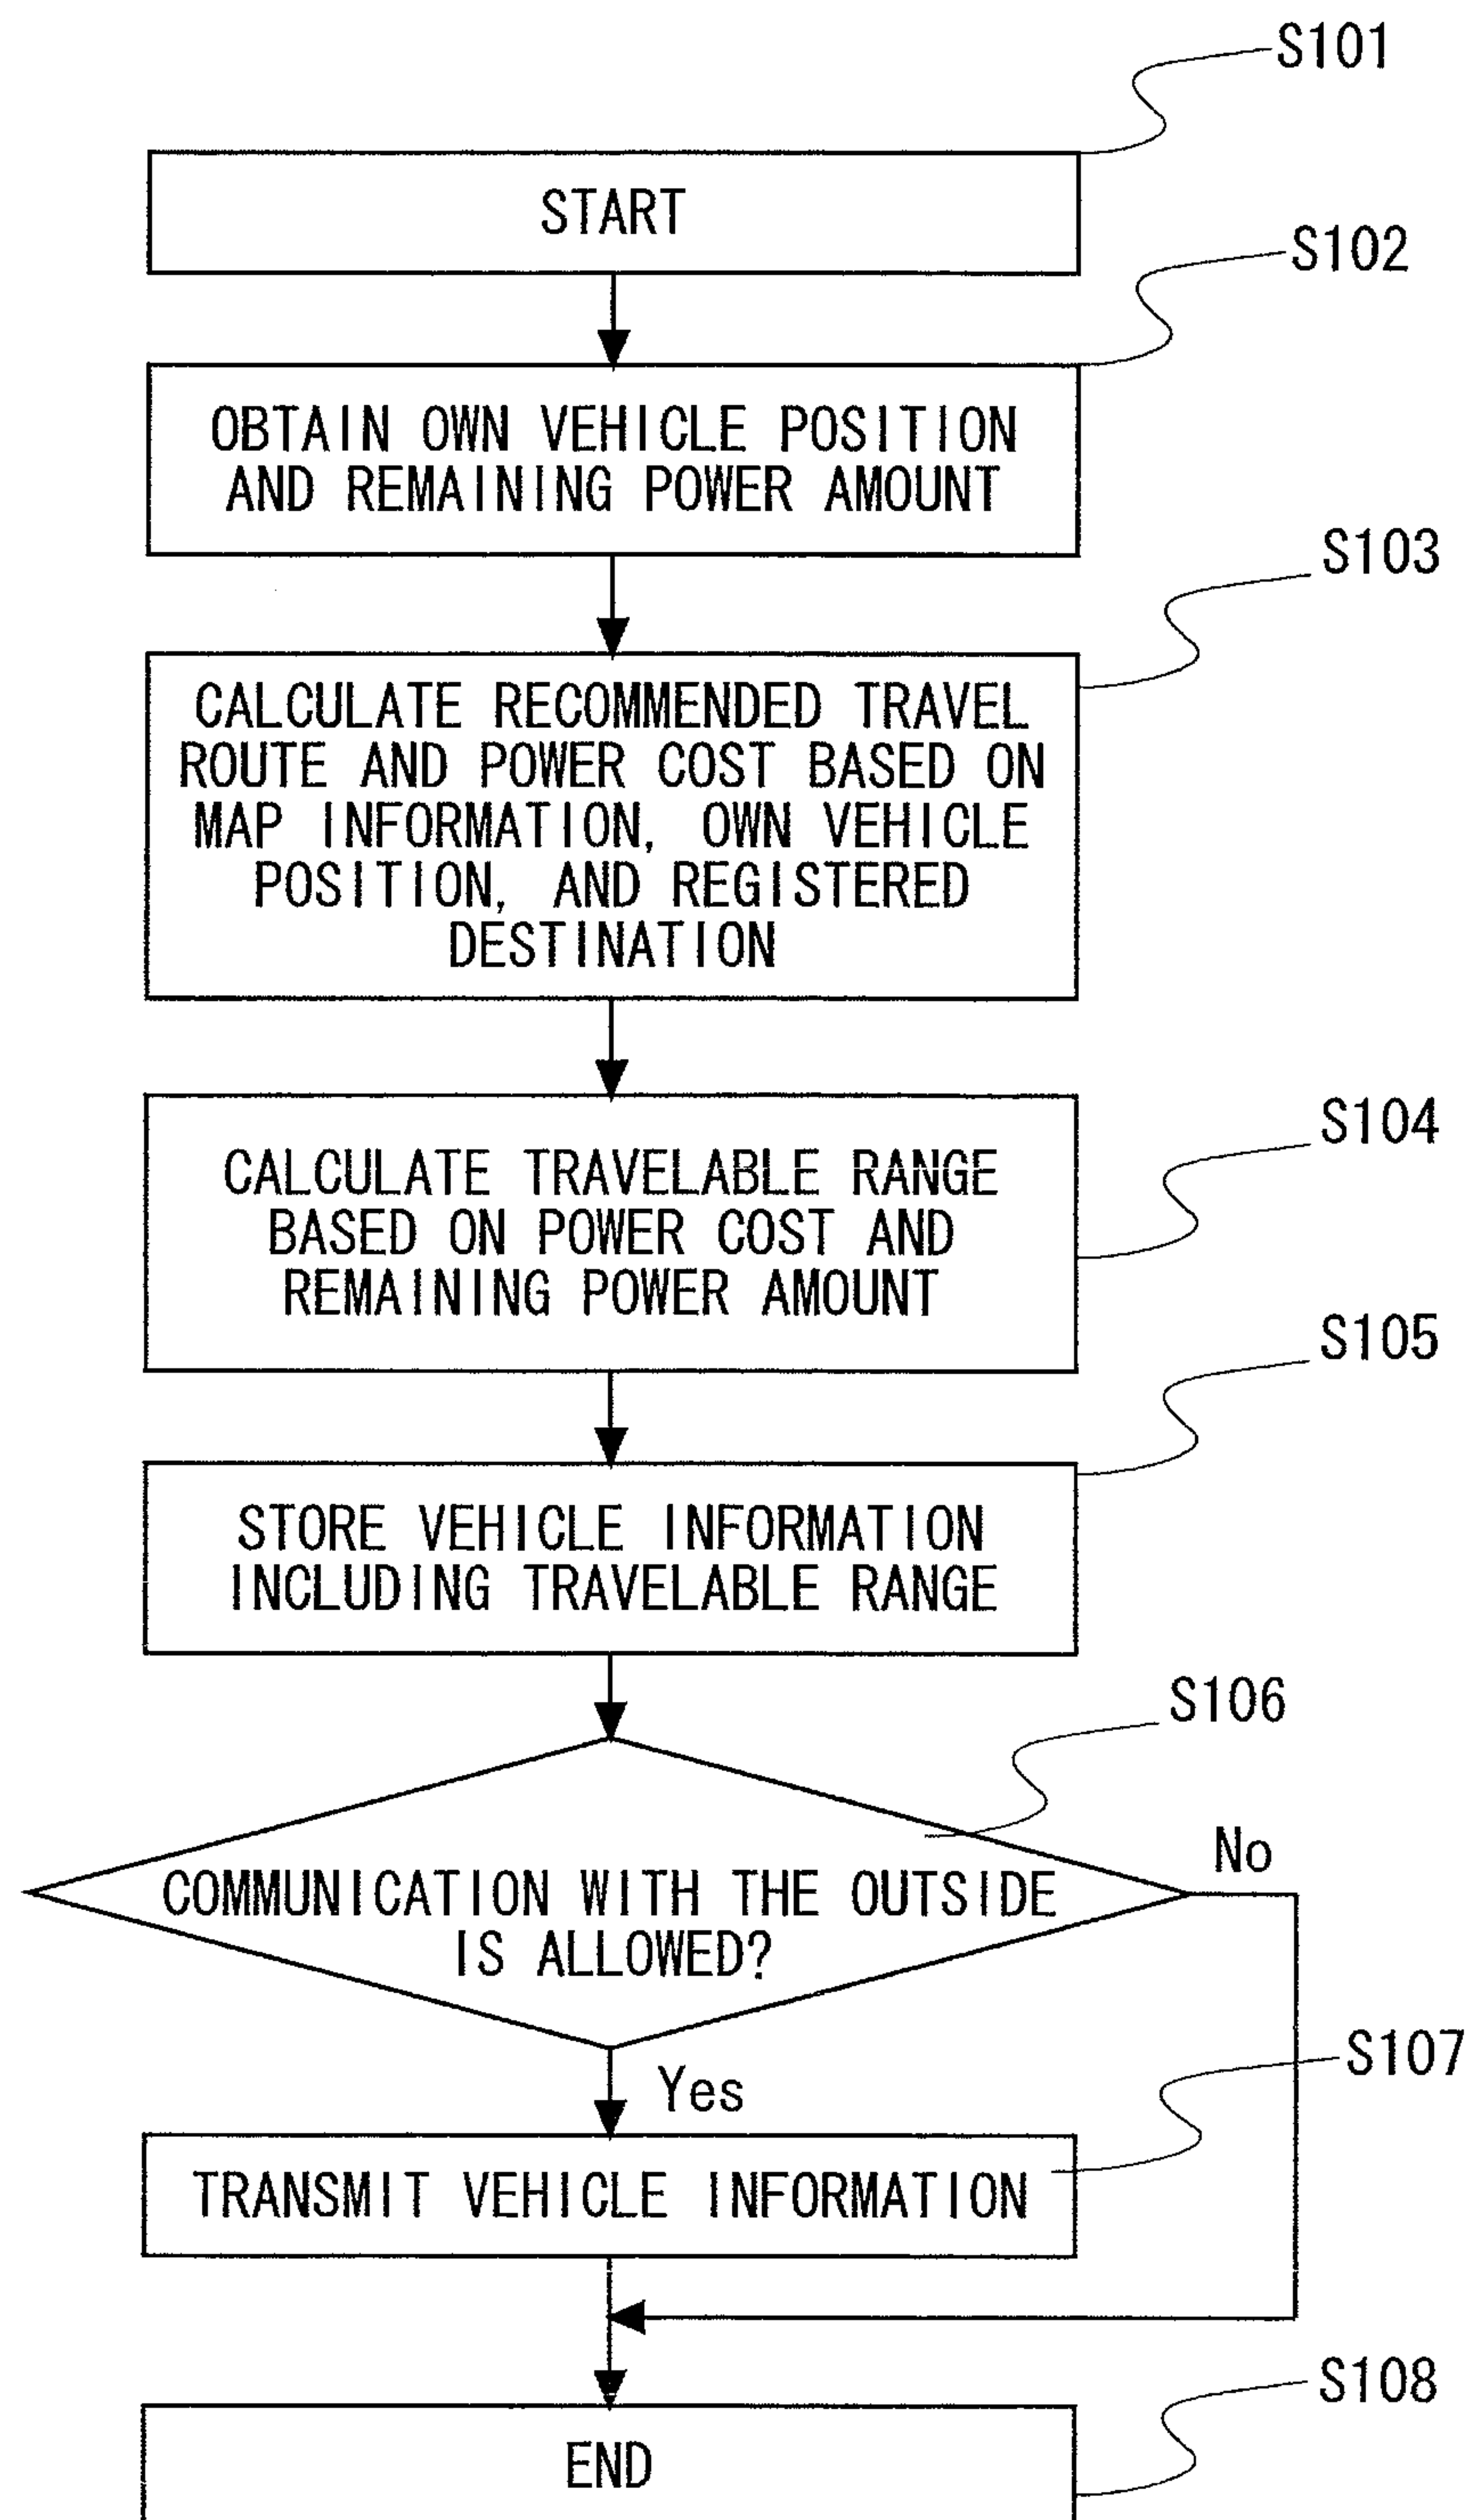 S101
START
S102
OBTAIN OWN VEHICLE POSITION
AND REMAINING POWER AMOUNT
S103
CALCULATE RECOMMENDED TRAVEL
ROUTE AND POWER COST BASED ON
MAP INFORMATION, OWN VEHICLE
POSITION, AND REGISTERED
DESTINATION
S104
CALCULATE TRAVELABLE RANGE
BASED ON POWER COST AND
REMAINING POWER AMOUNT
S105
STORE VEHICLE INFORMATION
INCLUDING TRAVELABLE RANGE
S106
COMMUNICATION WITH THE OUTSIDE
IS ALLOWED?
No
Yes
S107
TRANSMIT VEHICLE INFORMATION
S108
END